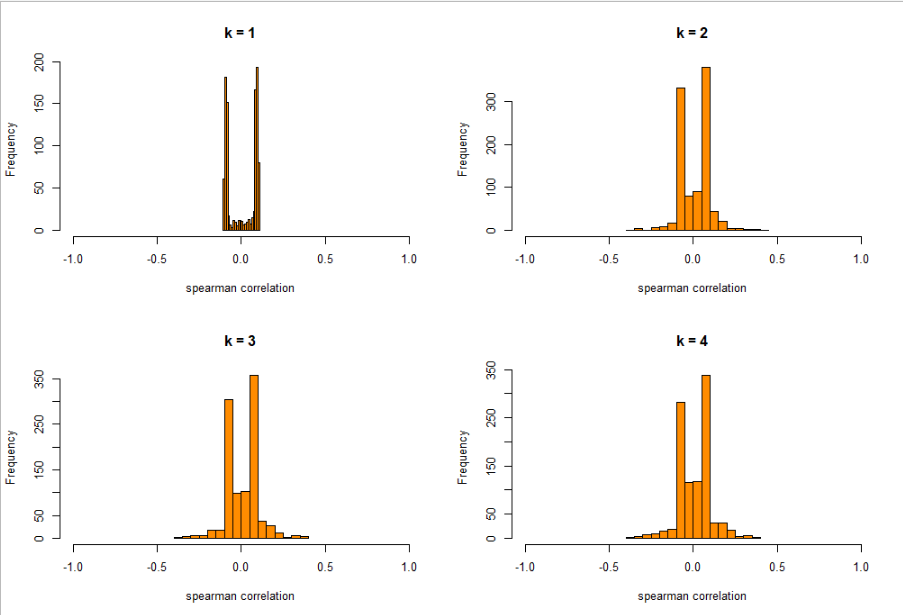 k = 1
Frequency
200
150
100
50
0
-1.0 -0.5 0.0 0.5 1.0
spearman correlation
k = 2
Frequency
300
200
100
0
-1.0 -0.5 0.0 0.5 1.0
spearman correlation
k = 3
Frequency
350
250
150
50
0
-1.0 -0.5 0.0 0.5 1.0
spearman correlation
k = 4
Frequency
350
250
150
50
0
-1.0 -0.5 0.0 0.5 1.0
spearman correlation